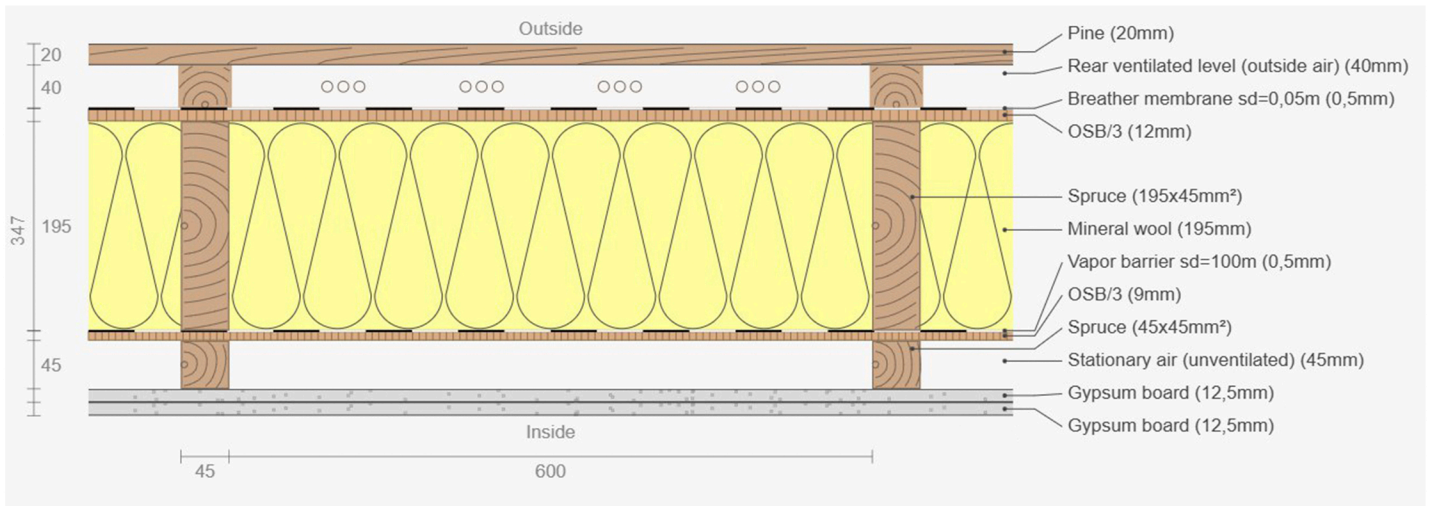 Outside
Pine (20mm)
20
Rear ventilated level (outside air) (40mm)
40
Breather membrane sd=0,05m (0,5mm)
OSB/3 (12mm)
Spruce (195x45mm²)
347
195
Mineral wool (195mm)
Vapor barrier sd=100m (0,5mm)
OSB/3 (9mm)
Spruce (45x45mm²)
45
Stationary air (unventilated) (45mm)
Gypsum board (12,5mm)
Gypsum board (12,5mm)
Inside
45
600